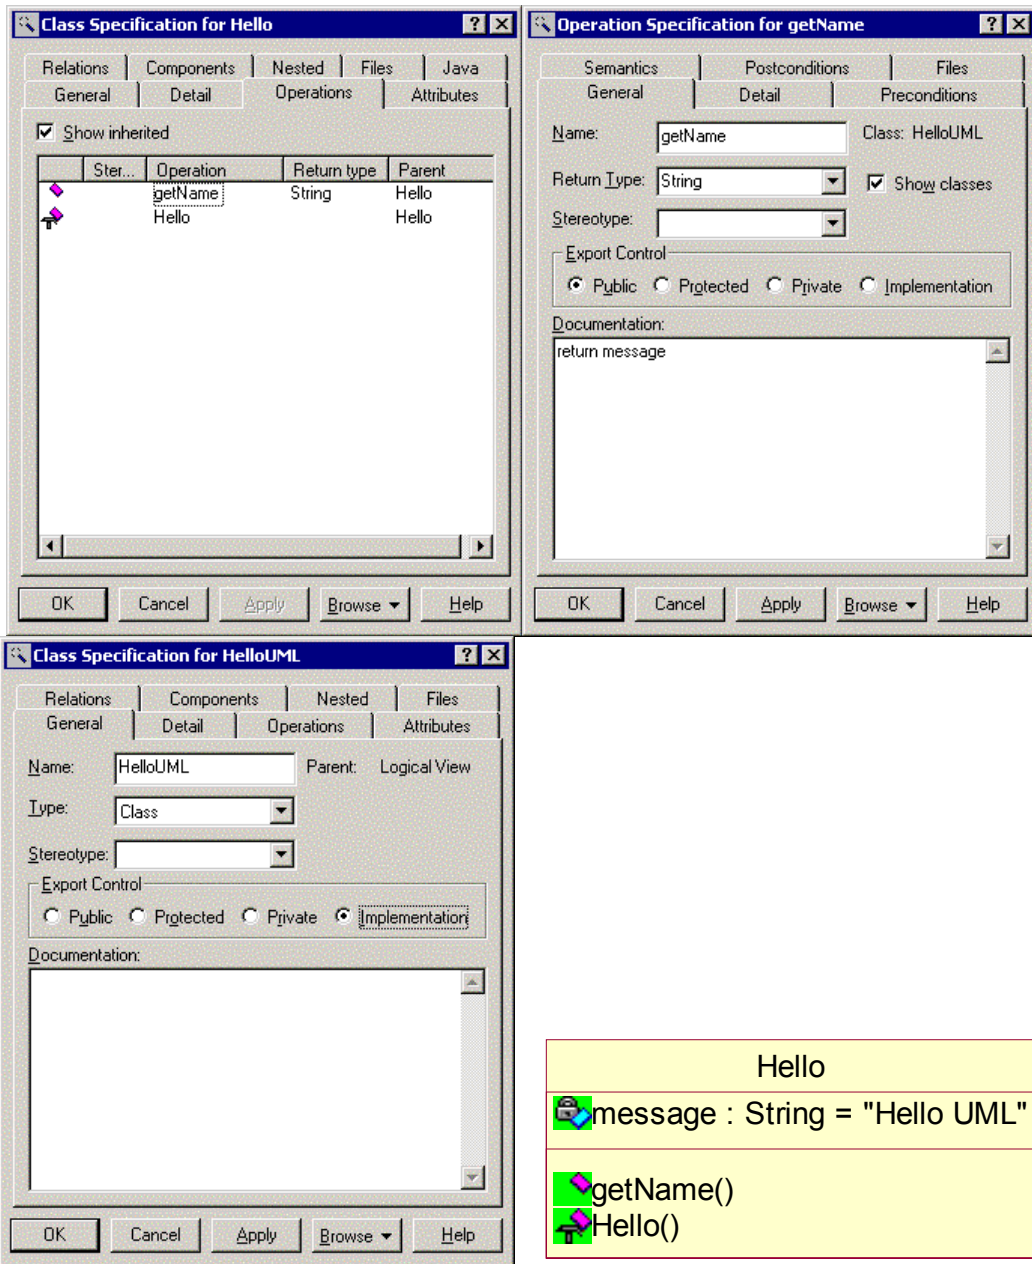 Class Specification for Hello
Relations Components Nested Files Java
General Detail Operations Attributes
Show inherited
Ster... Operation Return type Parent
getName String Hello
Hello Hello
OK Cancel Apply Browse Help
Operation Specification for getName
Semantics Postconditions Files
General Detail Preconditions
Name: getName Class: HelloUML
Return Type: String Show classes
Stereotype:
Export Control
Public Protected Private Implementation
Documentation:
return message
OK Cancel Apply Browse Help
Class Specification for HelloUML
Relations Components Nested Files
General Detail Operations Attributes
Name: HelloUML Parent: Logical View
Type: Class
Stereotype:
Export Control
Public Protected Private Implementation
Documentation:
OK Cancel Apply Browse Help
Hello
message : String = "Hello UML"
getName()
Hello()